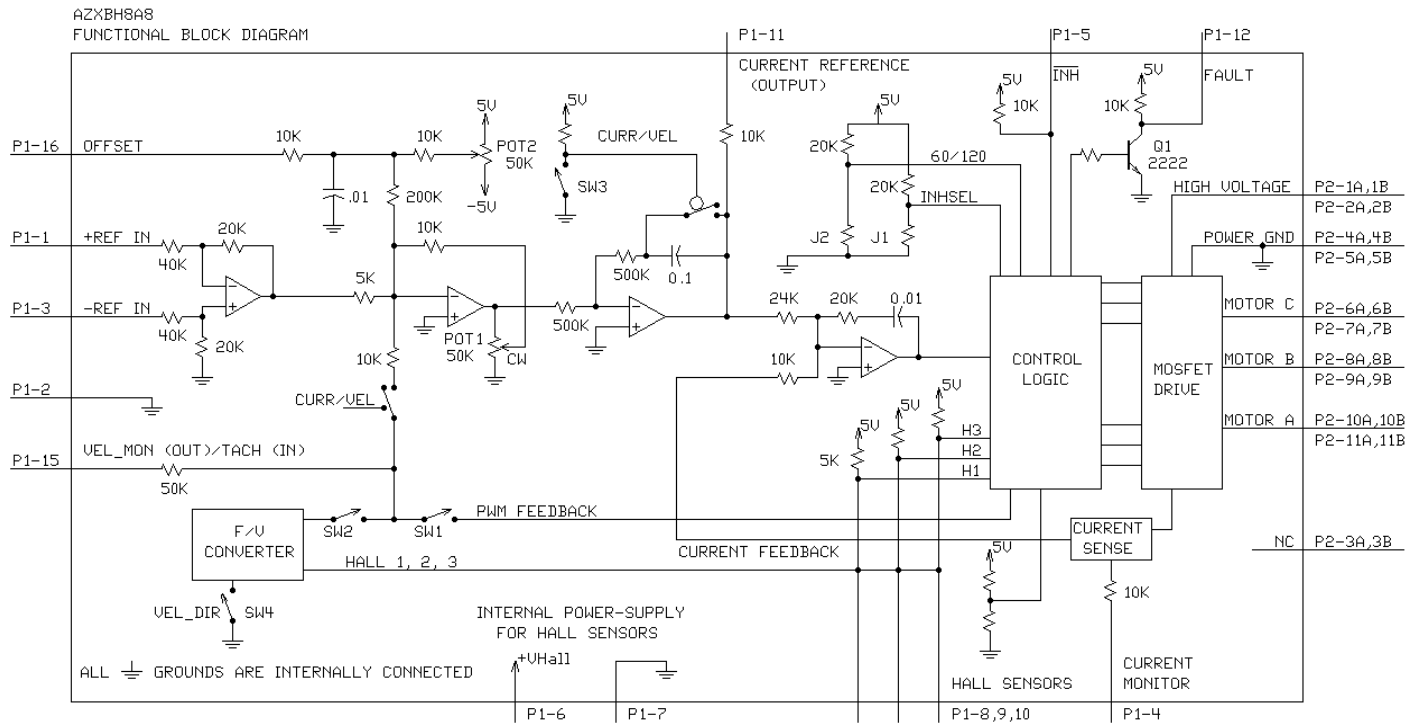 AZXBH8A8
FUNCTIONAL BLOCK DIAGRAM
P1-11
P1-5
P1-12
CURRENT REFERENCE
(OUTPUT)
INH
FAULT
5V
10K
5V
10K
Q1
2222
P1-16
OFFSET
10K
10K
5V
POT2
50K
-5V
.01
200K
5V
CURR/VEL
SW3
10K
5V
20K
60/120
20K
INHSEL
J2
J1
HIGH VOLTAGE
P2-1A,1B
P2-2A,2B
P1-1
+REF IN
40K
20K
10K
500K
0.1
POWER GND
P2-4A,4B
P2-5A,5B
P1-3
-REF IN
40K
20K
5K
POT1
50K
CW
500K
24K
20K
0.01
10K
CONTROL
LOGIC
MOSFET
DRIVE
MOTOR C
P2-6A,6B
P2-7A,7B
MOTOR B
P2-8A,8B
P2-9A,9B
MOTOR A
P2-10A,10B
P2-11A,11B
P1-2
10K
CURR/VEL
P1-15
VEL_MON (OUT)/TACH (IN)
50K
5V
5V
5V
5K
H3
H2
H1
F/V
CONVERTER
SW2
SW1
PWM FEEDBACK
CURRENT FEEDBACK
CURRENT
SENSE
NC
P2-3A,3B
HALL 1, 2, 3
VEL_DIR
SW4
5V
10K
INTERNAL POWER-SUPPLY
FOR HALL SENSORS
+VHall
ALL GROUNDS ARE INTERNALLY CONNECTED
HALL SENSORS
CURRENT
MONITOR
P1-6
P1-7
P1-8,9,10
P1-4